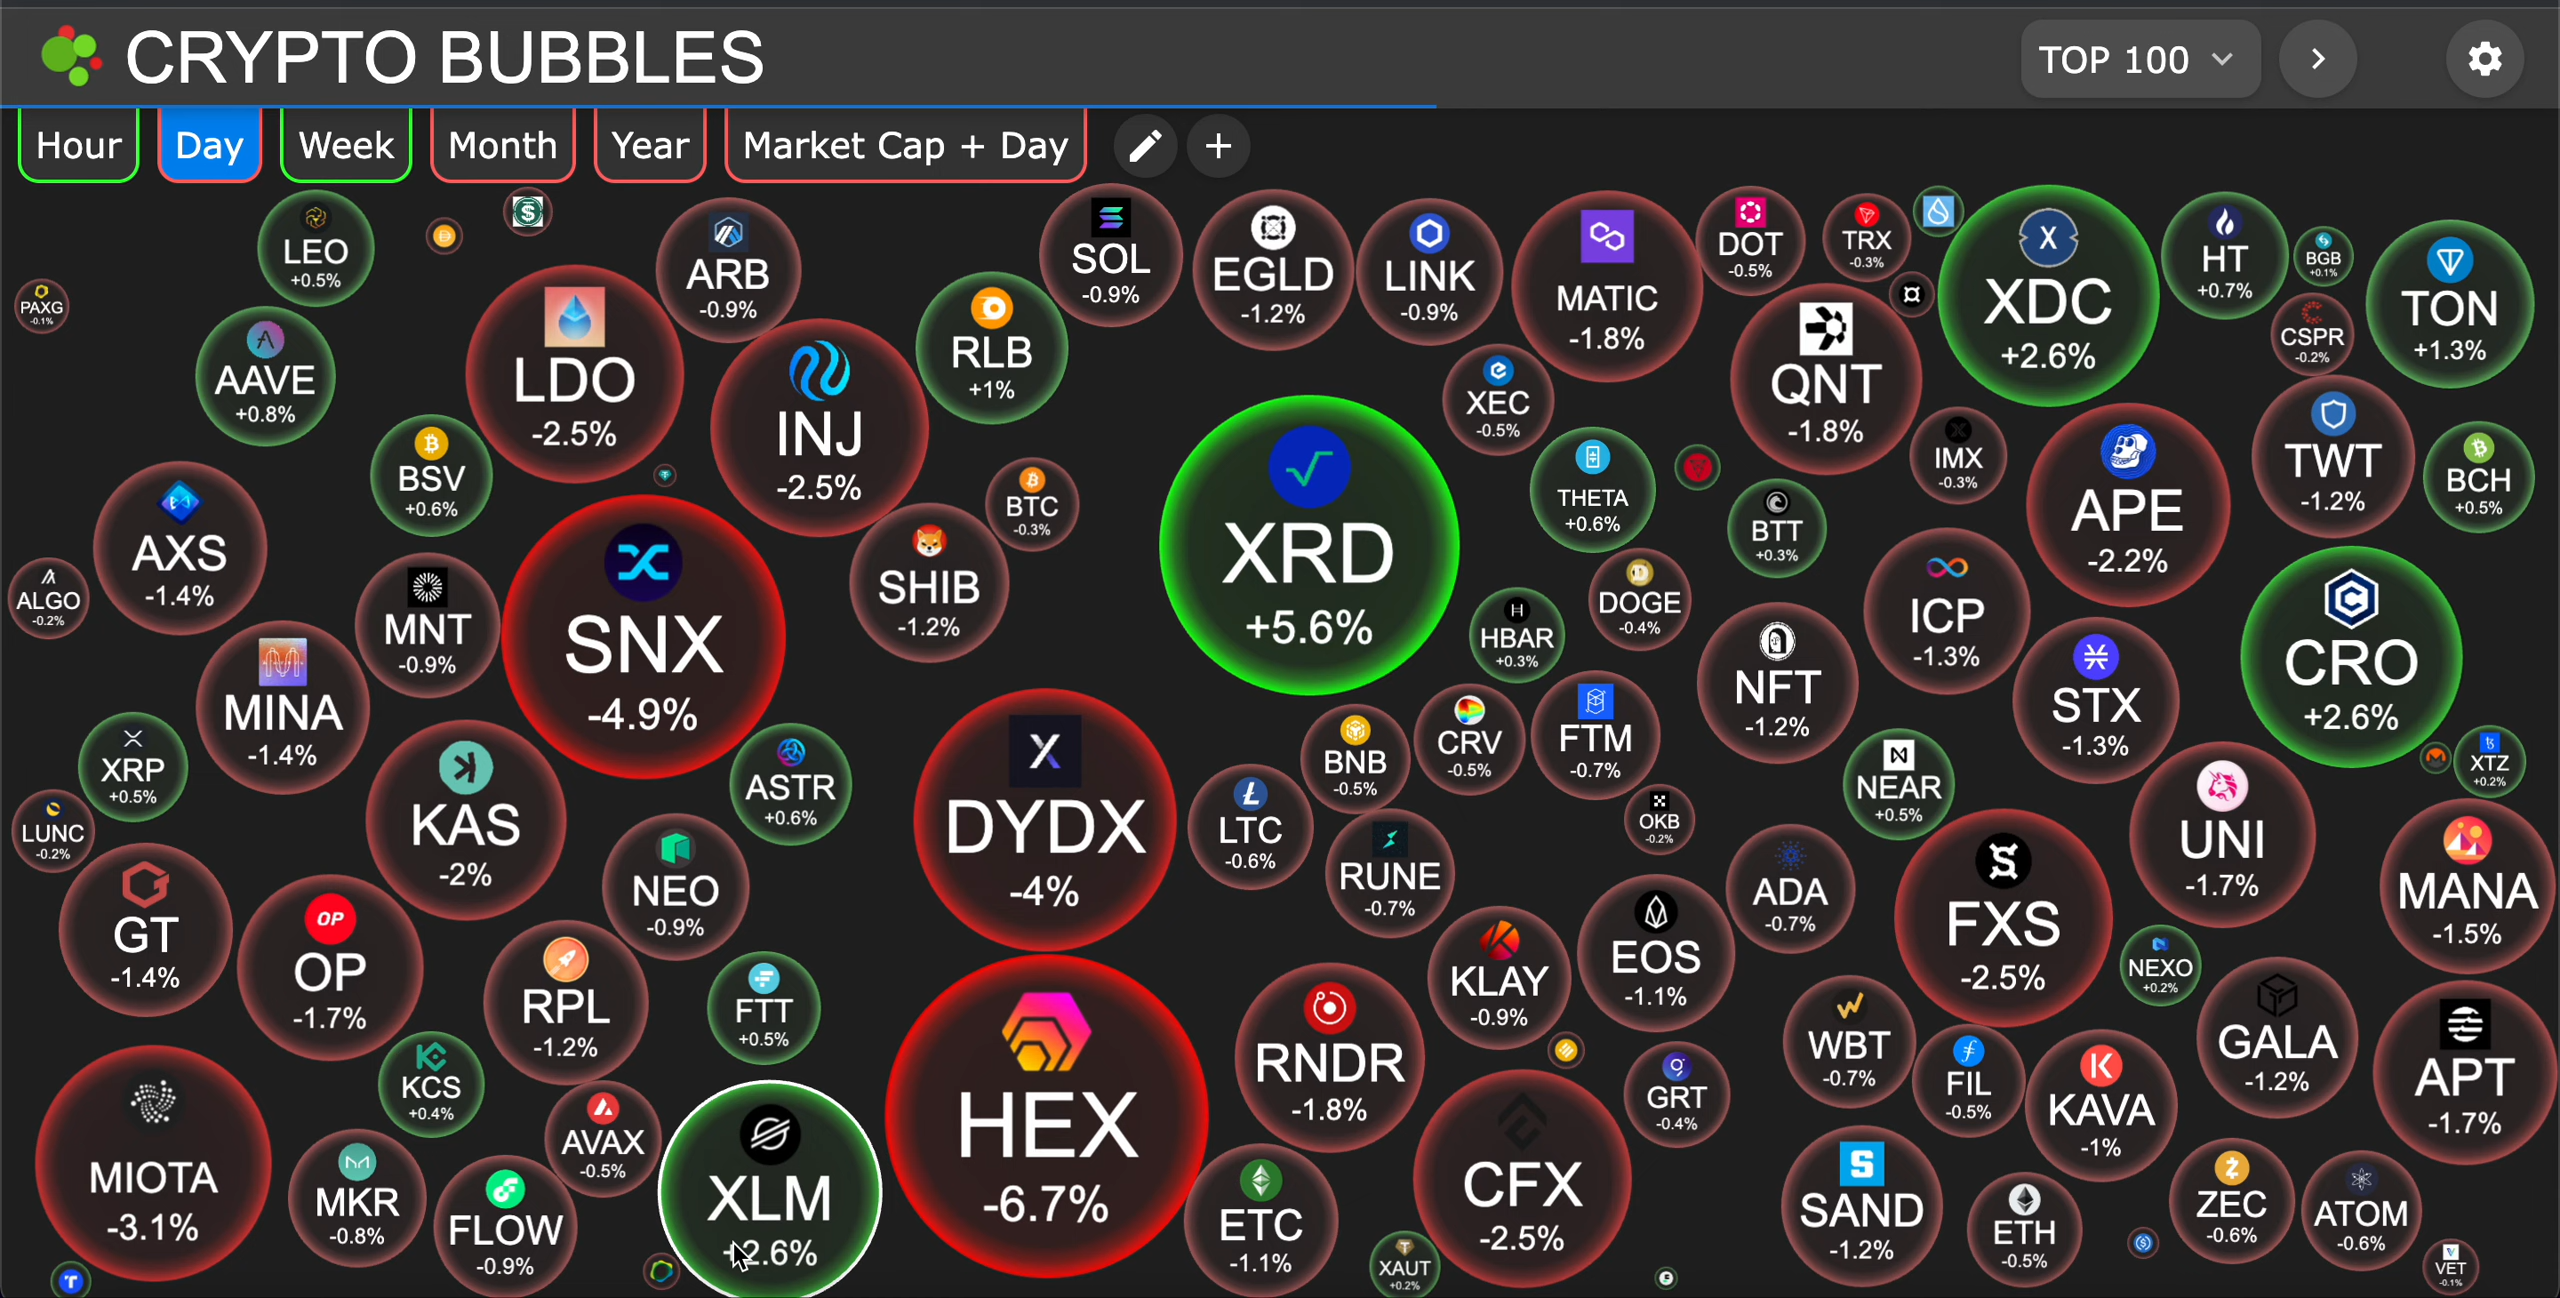 CRYPTO BUBBLES
TOP 100
Hour
Day
Week
Month
Year
Market Cap + Day
LEO
+0.5%
PAXG
-0.1%
AAVE
+0.8%
ARB
-0.9%
LDO
-2.5%
INJ
-2.5%
RLB
+1%
SOL
-0.9%
EGLD
-1.2%
LINK
-0.9%
MATIC
-1.8%
DOT
-0.5%
TRX
-0.3%
XDC
+2.6%
HT
+0.7%
BGB
+0.1%
CSPR
-0.2%
TON
+1.3%
QNT
-1.8%
XEC
-0.5%
BSV
+0.6%
AXS
-1.4%
BTC
-0.3%
SHIB
-1.2%
XRD
+5.6%
THETA
+0.6%
BTT
+0.3%
IMX
-0.3%
APE
-2.2%
TWT
-1.2%
BCH
+0.5%
ALGO
-0.2%
MNT
-0.9%
SNX
-4.9%
MINA
-1.4%
HBAR
+0.3%
DOGE
-0.4%
NFT
-1.2%
ICP
-1.3%
STX
-1.3%
CRO
+2.6%
XRP
+0.5%
LUNC
-0.2%
KAS
-2%
ASTR
+0.6%
DYDX
-4%
BNB
-0.5%
CRV
-0.5%
FTM
-0.7%
XTZ
+0.2%
LTC
-0.6%
RUNE
-0.7%
OKB
-0.2%
NEAR
+0.5%
UNI
-1.7%
MANA
-1.5%
GT
-1.4%
OP
OP
-1.7%
NEO
-0.9%
ADA
-0.7%
FXS
-2.5%
KLAY
-0.9%
EOS
-1.1%
NEXO
+0.2%
RPL
-1.2%
FTT
+0.5%
KCS
+0.4%
HEX
-6.7%
RNDR
-1.8%
WBT
-0.7%
FIL
-0.5%
KAVA
-1%
GALA
-1.2%
APT
-1.7%
GRT
-0.4%
MIOTA
-3.1%
MKR
-0.8%
AVAX
-0.5%
FLOW
-0.9%
XLM
+2.6%
ETC
-1.1%
CFX
-2.5%
XAUT
+0.2%
SAND
-1.2%
ETH
-0.5%
ZEC
-0.6%
ATOM
-0.6%
VET
-0.1%